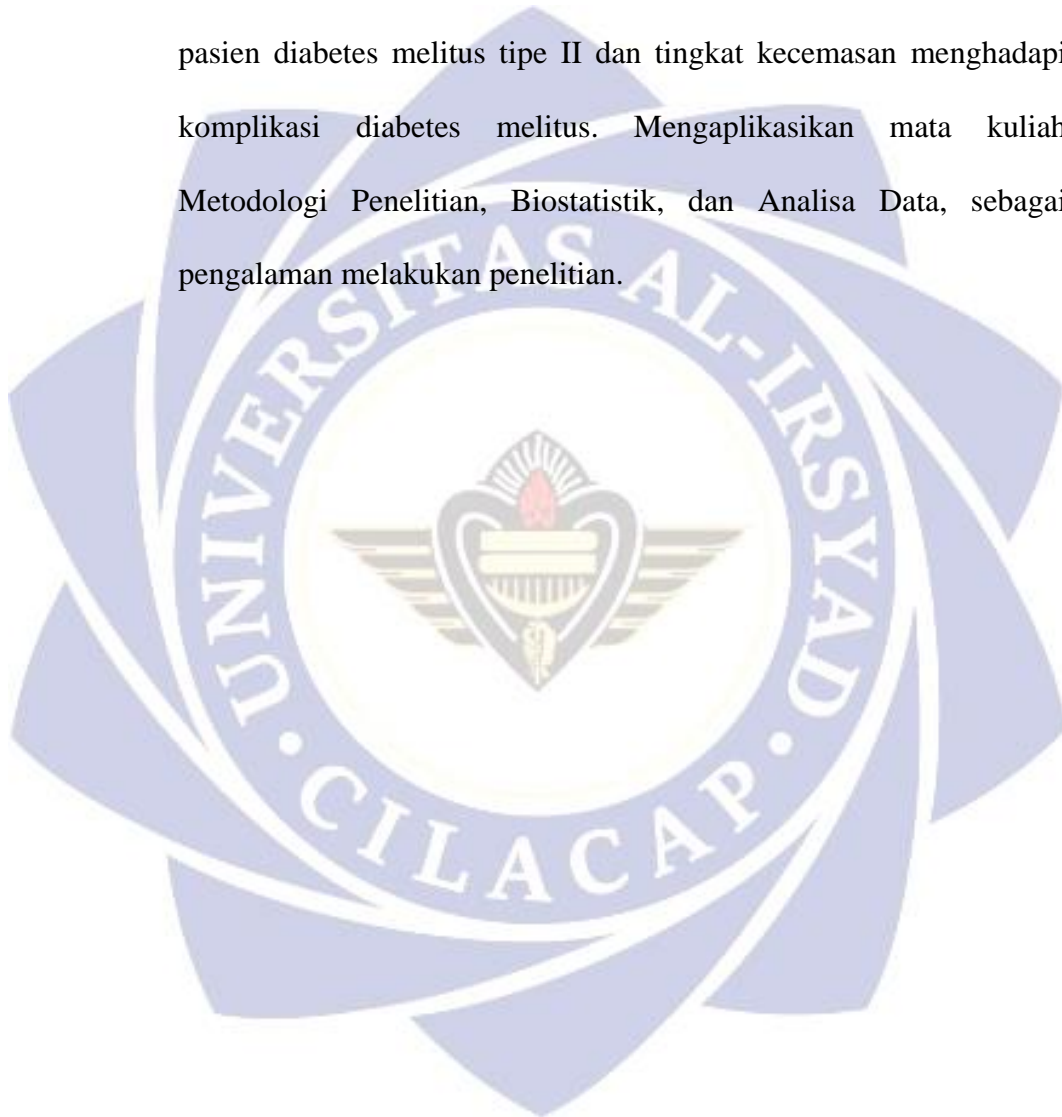 pasien diabetes melitus tipe II dan tingkat kecemasan menghadapi
komplikasi diabetes melitus. Mengaplikasikan mata kuliah
Metodologi Penelitian, Biostatistik, dan Analisa Data, sebagai
pengalaman melakukan penelitian.
UNIVERSITAS AL-IRSYAD
• CILACAP •